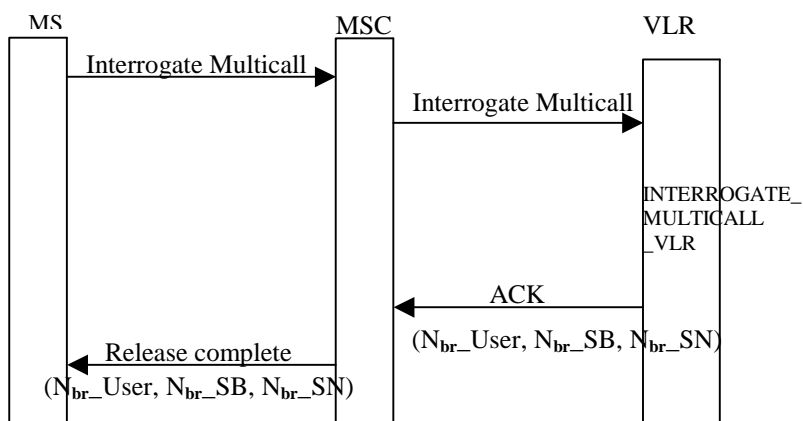 MS
MSC
VLR
Interrogate Multicall
Interrogate Multicall
INTERROGATE_
MULTICALL
_VLR
ACK
(Nbr_User, Nbr_SB, Nbr_SN)
Release complete
(Nbr_User, Nbr_SB, Nbr_SN)